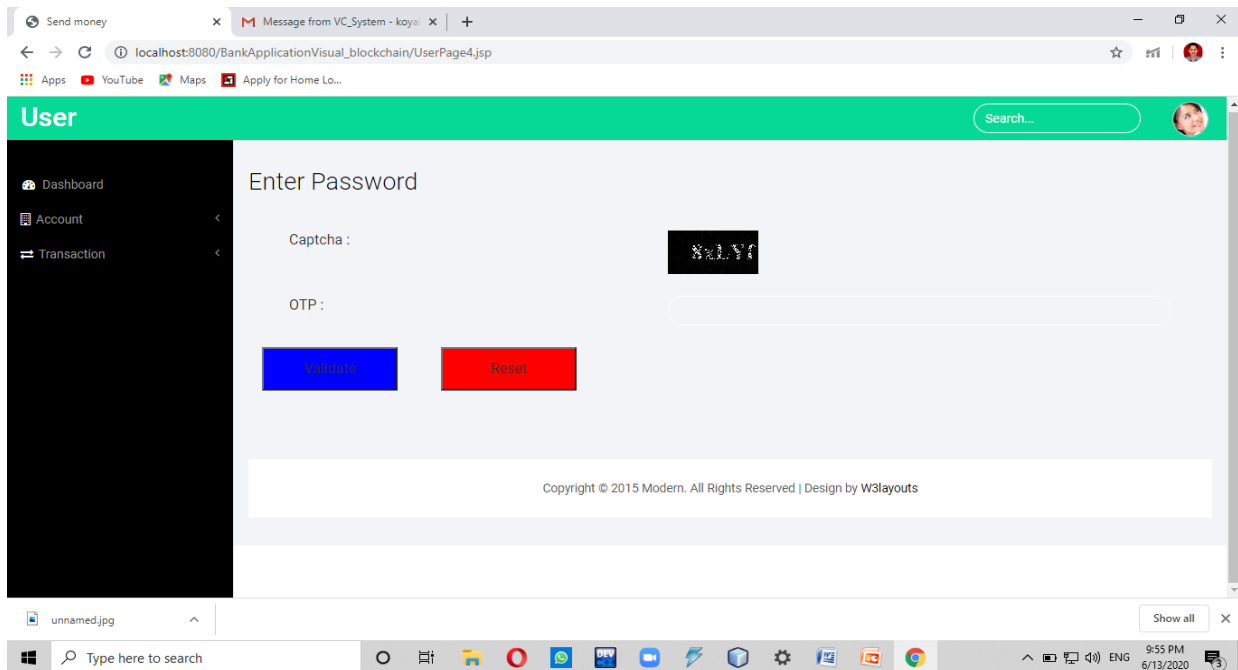 Send money
Message from VC_System - koya
localhost:8080/BankApplicationVisual_blockchain/UserPage4.jsp
Apps YouTube Maps Apply for Home Lo...
User
Search...
Dashboard
Account
Transaction
Enter Password
Captcha :
OTP :
Validate Reset
Copyright © 2015 Modern. All Rights Reserved | Design by W3layouts
unnamed.jpg
Show all
Type here to search
DEV
ENG
9:55 PM
6/13/2020
3